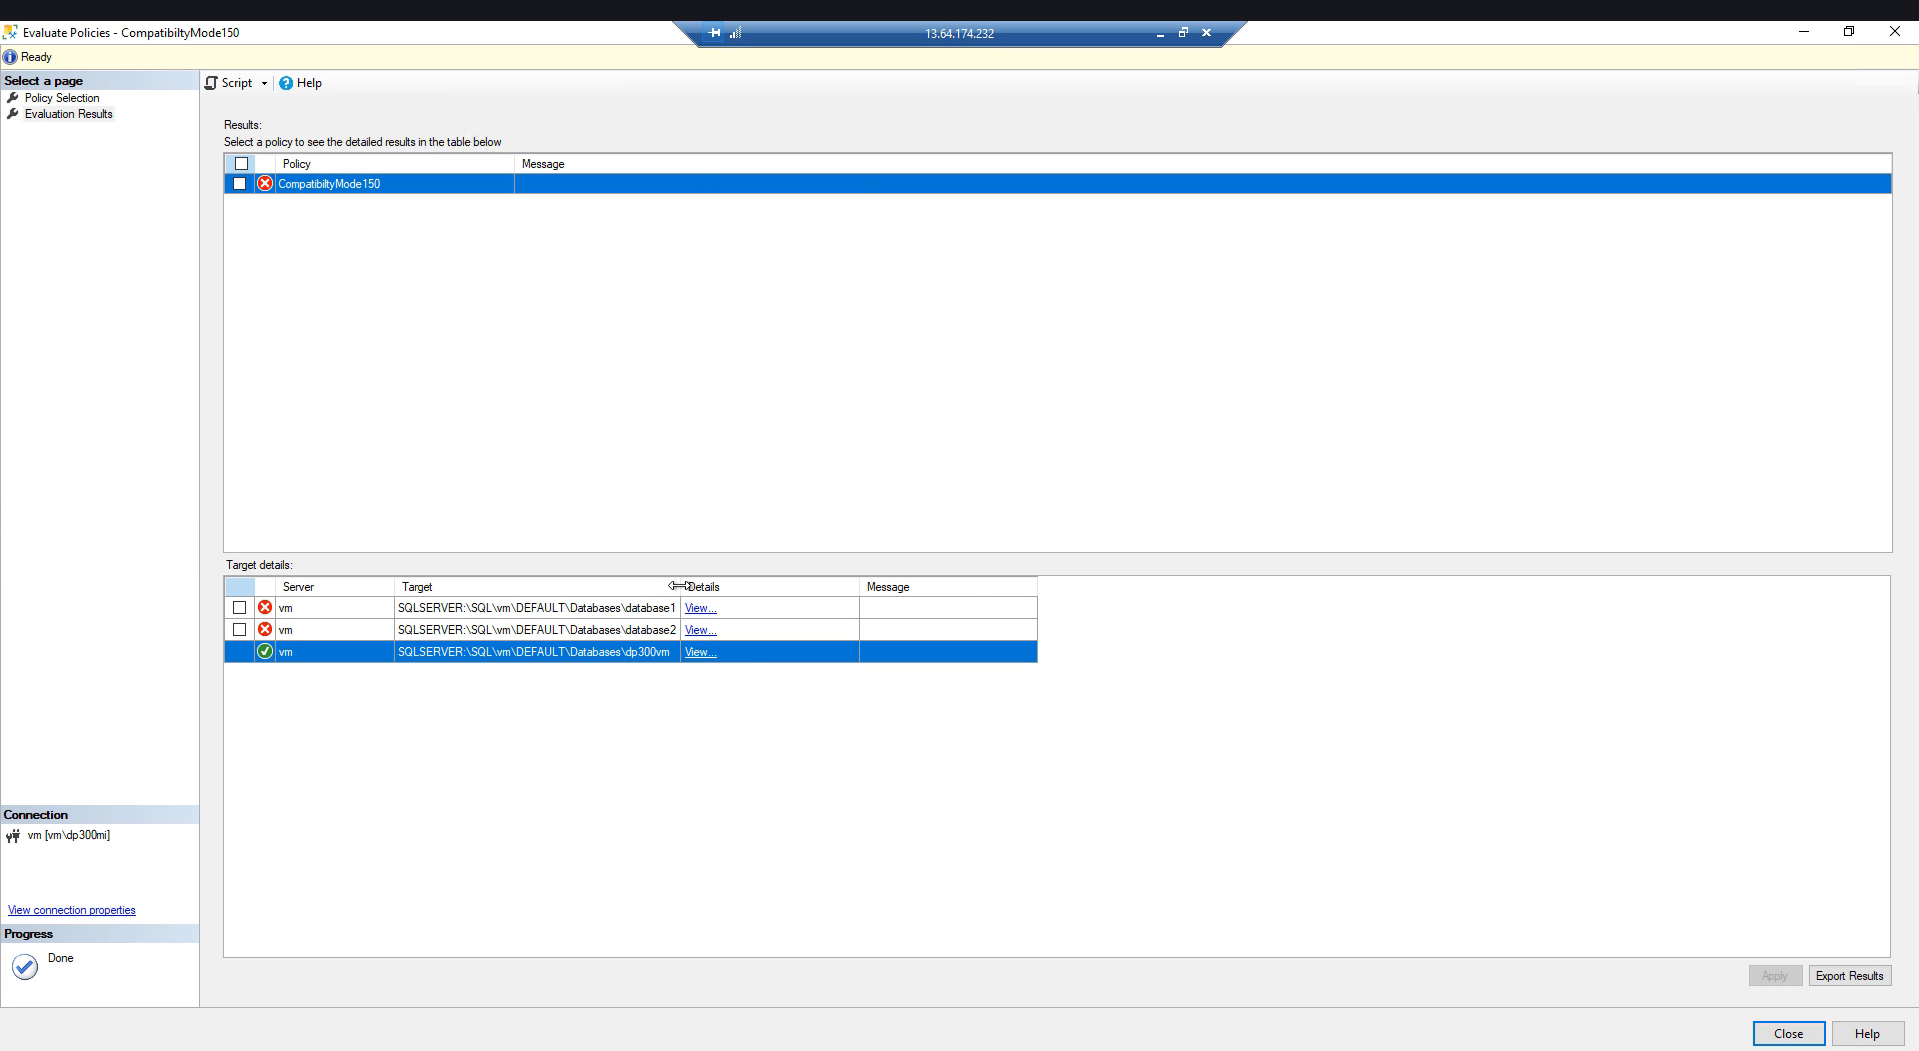 Evaluate Policies - CompatibiltyMode150
13.64.174.232
Ready
Select a page
Policy Selection
Evaluation Results
Script
Help
Results:
Select a policy to see the detailed results in the table below
Policy Message
CompatibiltyMode150
Target details:
Server Target Details Message
vm SQLSERVER:\SQL\vm\DEFAULT\Databases\database1 View...
vm SQLSERVER:\SQL\vm\DEFAULT\Databases\database2 View...
vm SQLSERVER:\SQL\vm\DEFAULT\Databases\dp300vm View...
Connection
vm [vm\dp300mi]
View connection properties
Progress
Done
Apply Export Results
Close Help